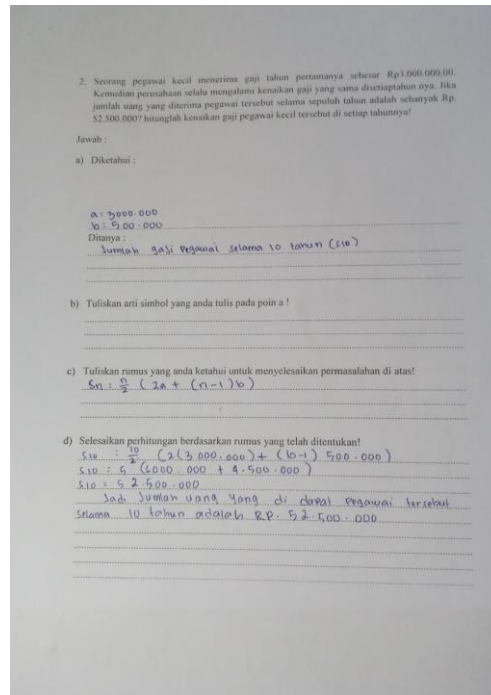 2. Seorang pegawai kecil menerima gaji tahun pertamanya sebesar Rp3.000.000,00.
Kemudian perusahaan selalu mengalami kenaikan gaji yang sama disetiaptahun nya. Jika
jumlah uang yang diterima pegawai tersebut selama sepuluh tahun adalah sebanyak Rp.
52.500.000? hitunglah kenaikan gaji pegawai kecil tersebut di setiap tahunnya!
Jawab :
a) Diketahui :
a = 3000.000
b = 500.000
Ditanya :
Jumlah gaji Pegawai selama 10 tahun (S10)
b) Tuliskan arti simbol yang anda tulis pada poin a !
c) Tuliskan rumus yang anda ketahui untuk menyelesaikan permasalahan di atas!
Sn = n/2 ( 2a + (n-1) b )
d) Selesaikan perhitungan berdasarkan rumus yang telah ditentukan!
S10 = 10/2 (2(3 000.000) + (10-1) 500.000)
S10 = 5 (6000.000 + 4.500.000)
S10 = 52.500.000
Jadi Jumlah uang yang di dapat Pegawai tersebut
selama 10 tahun adalah RP. 52.500.000